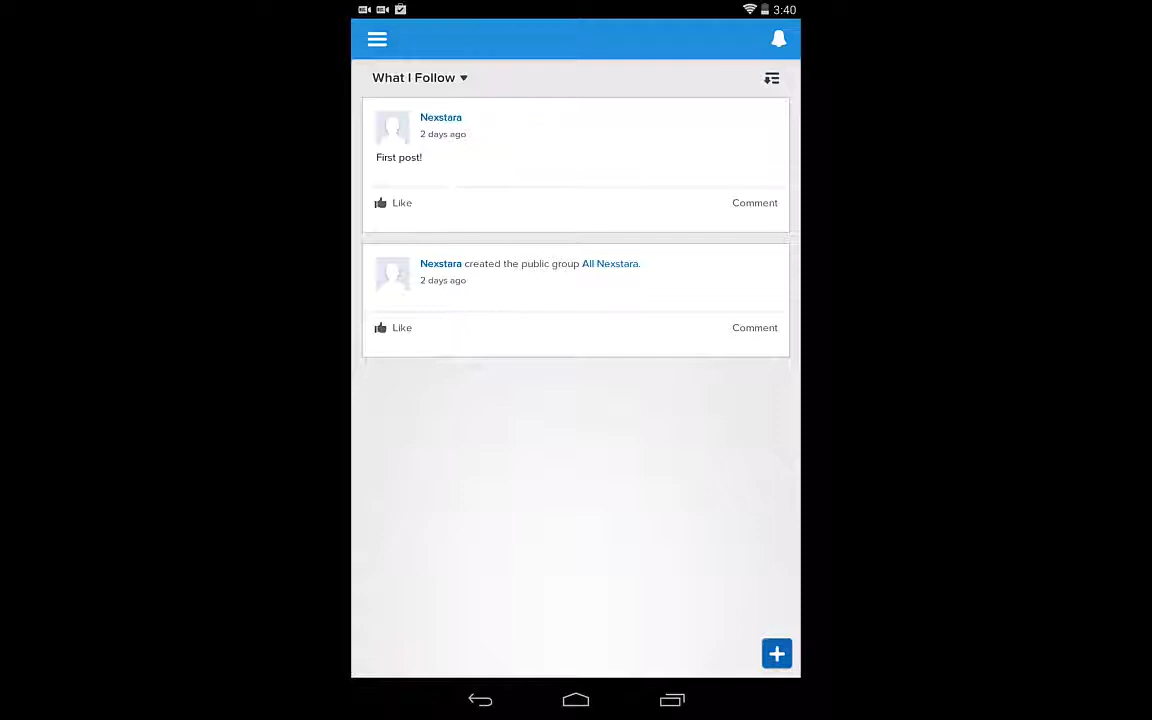 3:40
What I Follow
Nexstara
2 days ago
First post!
Like
Comment
Nexstara created the public group All Nexstara.
2 days ago
Like
Comment